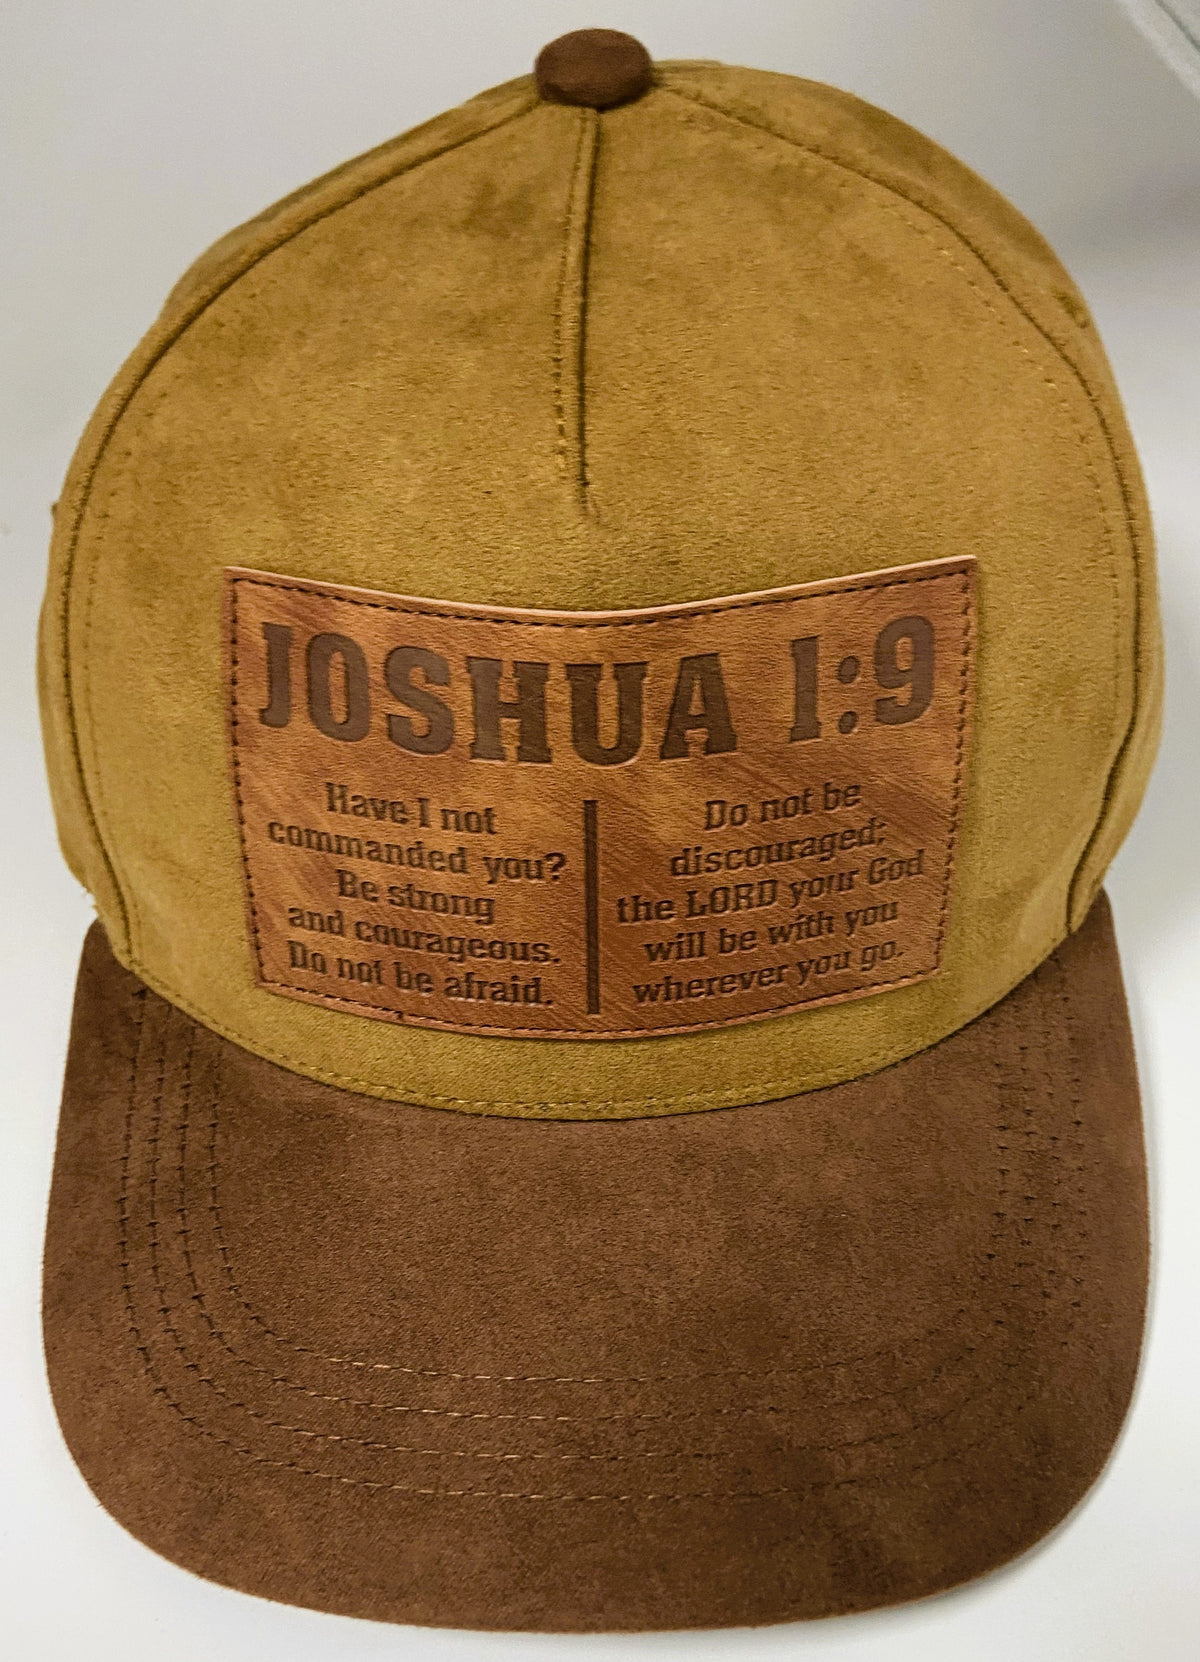 JOSHUA 1:9
Have I not
commanded you?
Be strong
and courageous.
Do not be afraid.
Do not be
discouraged;
the LORD your God
will be with you
wherever you go.